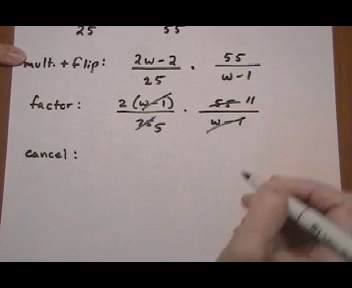 25 55
mult. + flip: 2w-2 / 25 · 55 / w-1
factor: 2(w-1) / 25 5 · 55 11 / w-1
cancel: